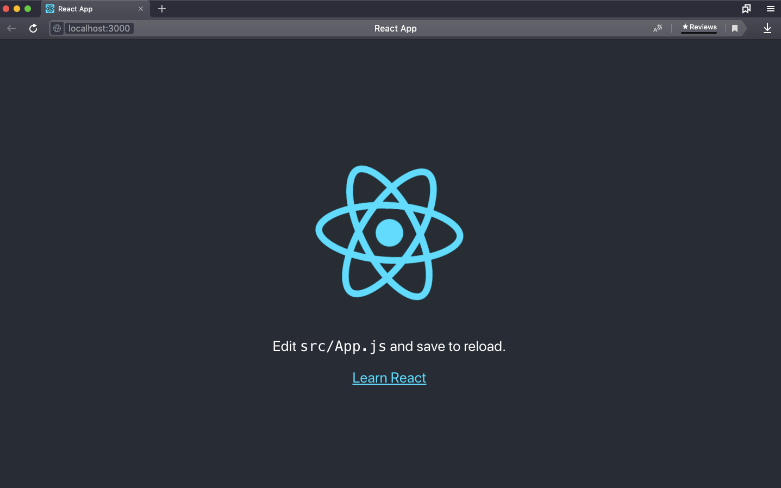 React App
localhost:3000
React App
★ Reviews
Edit src/App.js and save to reload.
Learn React